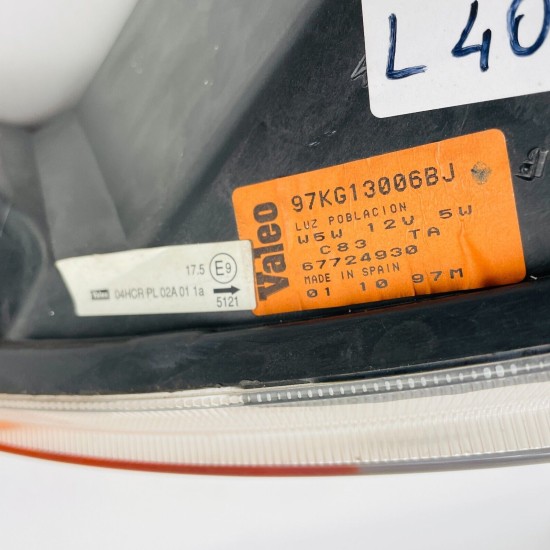 L 40
Valeo
97KG13006BJ
LUZ POBLACION
W5W 12V 5W
C83 TA
67724930
MADE IN SPAIN
01 10 97M
17.5 E9
Valeo 04HCR PL 02A 01 1a
5121